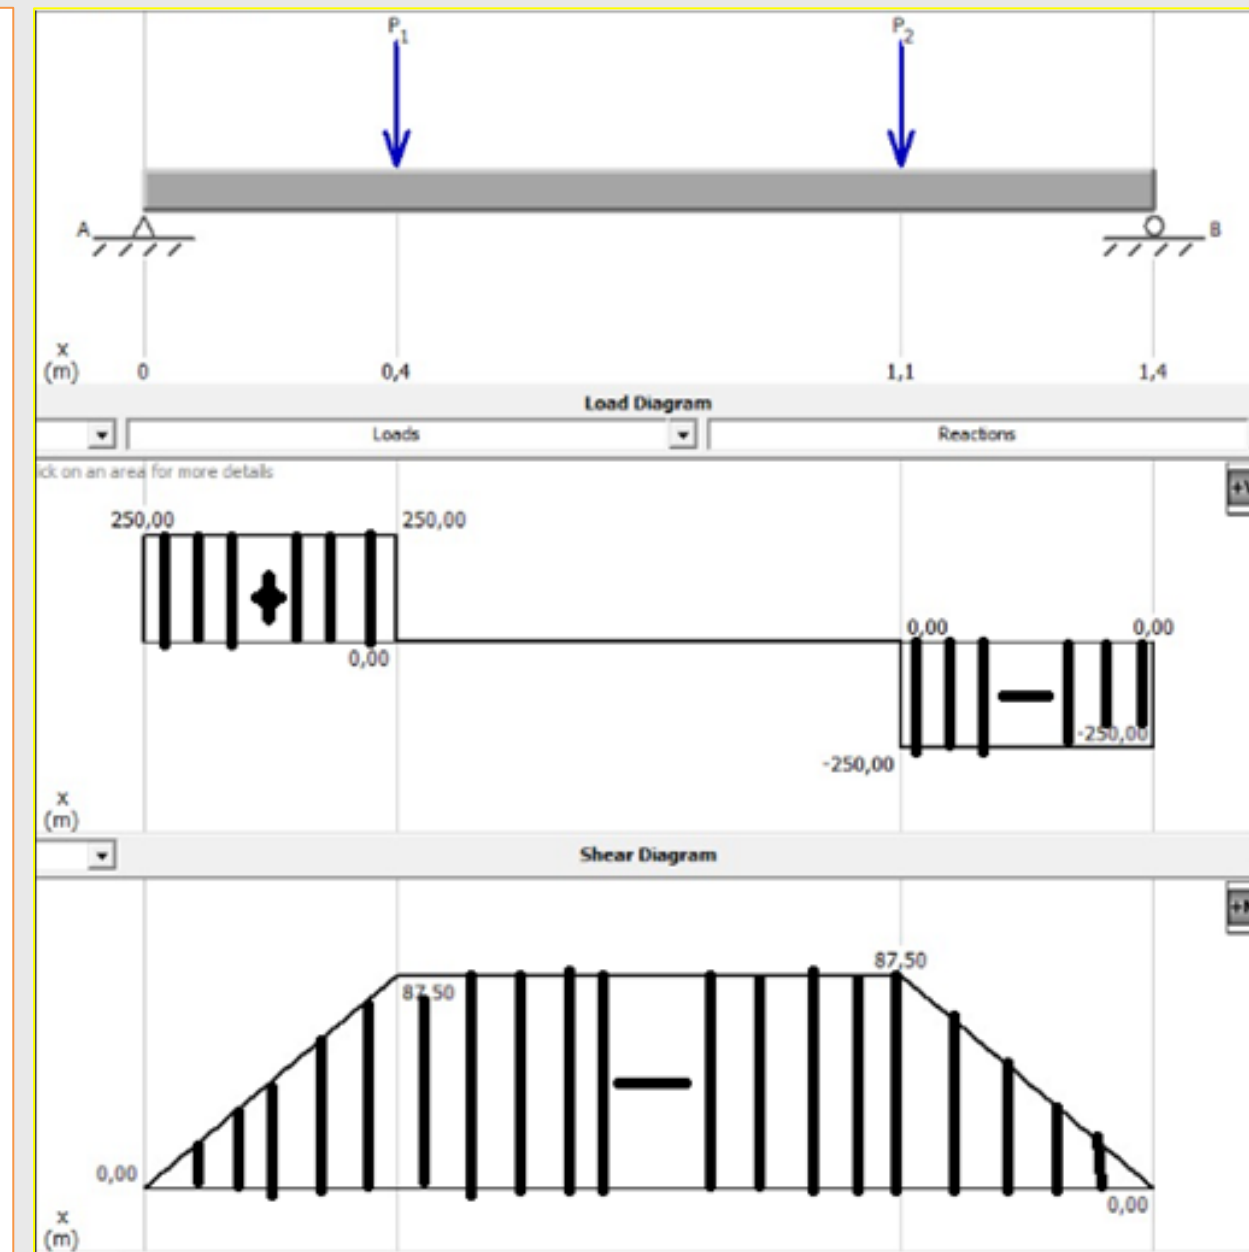 P1 P2
A B
x
(m) 0 0,4 1,1 1,4
Load Diagram
Loads Reactions
ick on an area for more details
+V
250,00 250,00
0,00 0,00
0,00
-250,00
-250,00
x
(m)
Shear Diagram
87,50
87,50
0,00
0,00
x
(m)